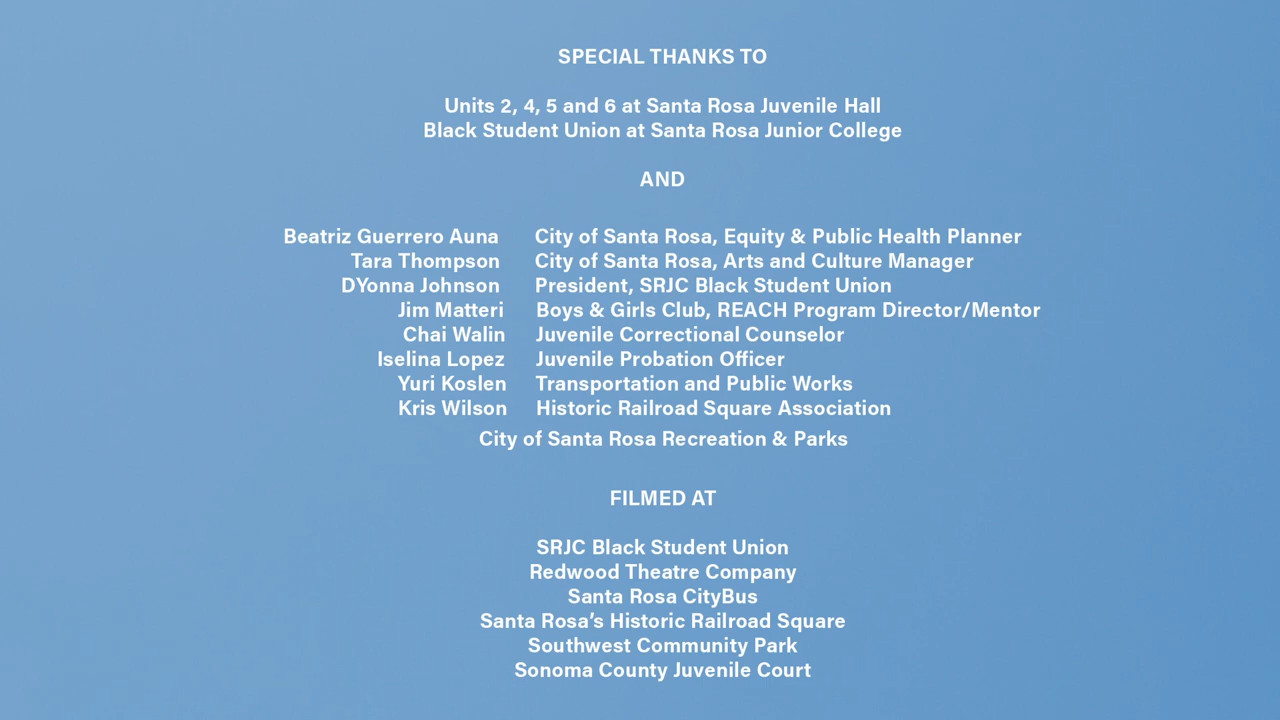 SPECIAL THANKS TO
Units 2, 4, 5 and 6 at Santa Rosa Juvenile Hall
Black Student Union at Santa Rosa Junior College
AND
Beatriz Guerrero Auna City of Santa Rosa, Equity & Public Health Planner
Tara Thompson City of Santa Rosa, Arts and Culture Manager
DYonna Johnson President, SRJC Black Student Union
Jim Matteri Boys & Girls Club, REACH Program Director/Mentor
Chai Walin Juvenile Correctional Counselor
Iselina Lopez Juvenile Probation Officer
Yuri Koslen Transportation and Public Works
Kris Wilson Historic Railroad Square Association
City of Santa Rosa Recreation & Parks
FILMED AT
SRJC Black Student Union
Redwood Theatre Company
Santa Rosa CityBus
Santa Rosa’s Historic Railroad Square
Southwest Community Park
Sonoma County Juvenile Court